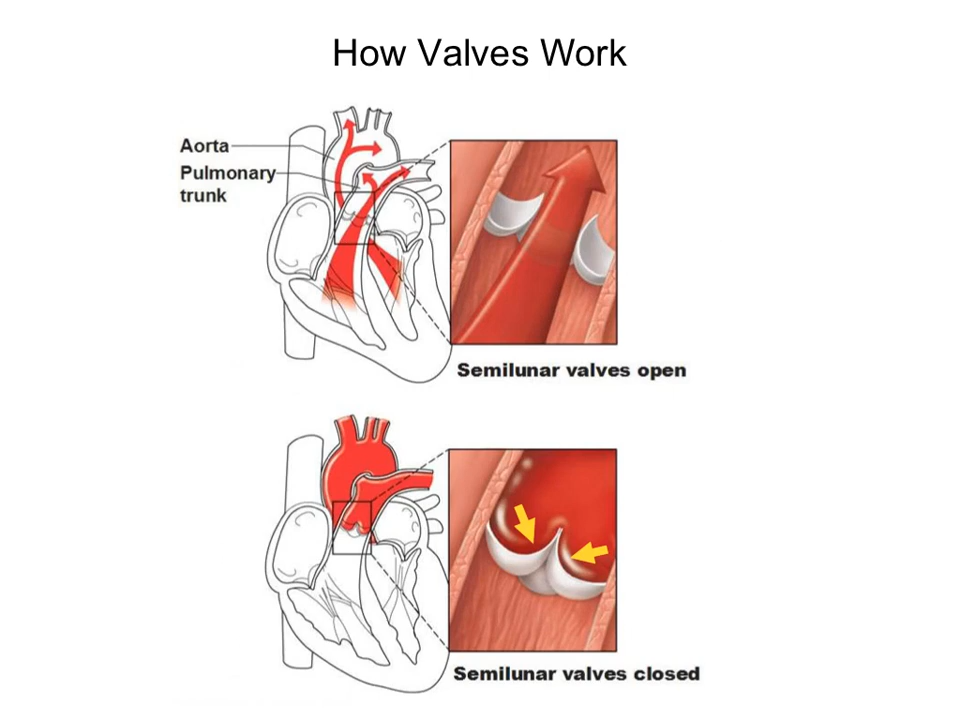 How Valves Work
Aorta
Pulmonary
trunk
Semilunar valves open
Semilunar valves closed